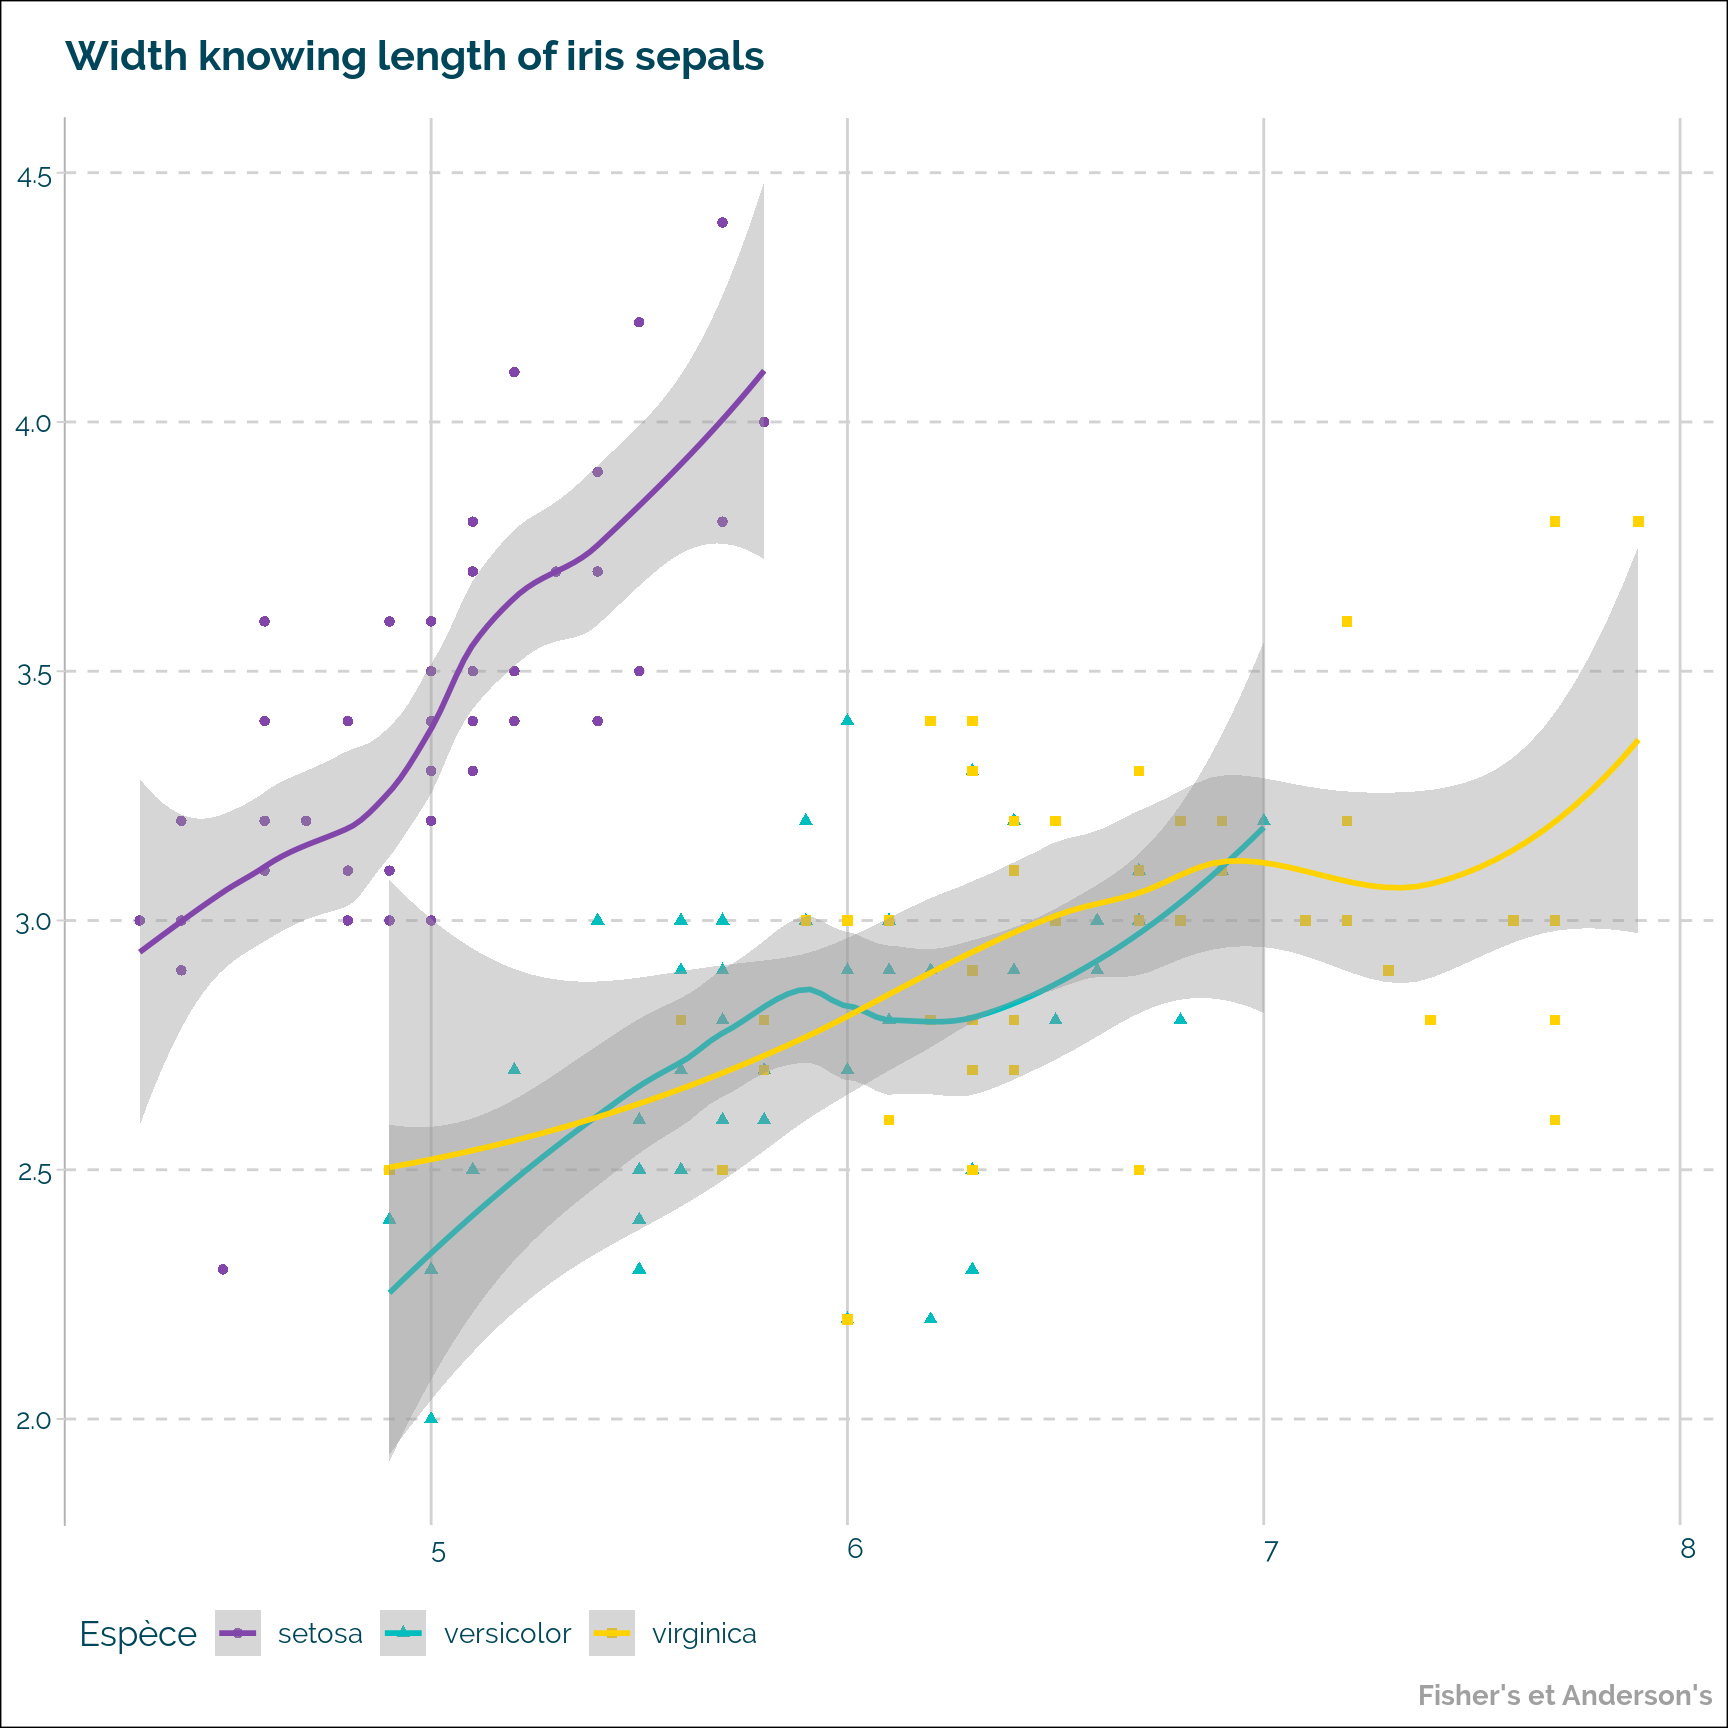 Width knowing length of iris sepals
4.5
4.0
3.5
3.0
2.5
2.0
5 6 7 8
Espèce setosa versicolor virginica
Fisher's et Anderson's